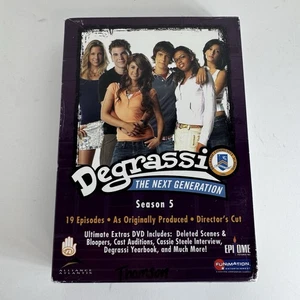 Degrassi
THE NEXT GENERATION
Season 5
19 Episodes • As Originally Produced • Director's Cut
Ultimate Extras DVD Includes: Deleted Scenes &
Bloopers, Cast Auditions, Cassie Steele Interview,
Degrassi Yearbook, and Much More!
EPITOME
ALLIANCE
FUNIMATION